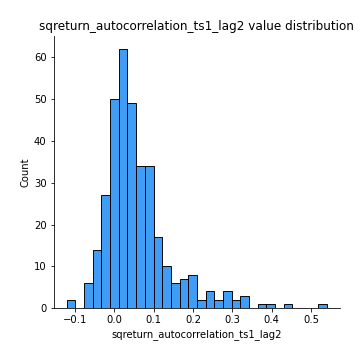 sqreturn_autocorrelation_ts1_lag2 value distribution
60
50
40
30
20
10
0
Count
−0.1 0.0 0.1 0.2 0.3 0.4 0.5
sqreturn_autocorrelation_ts1_lag2